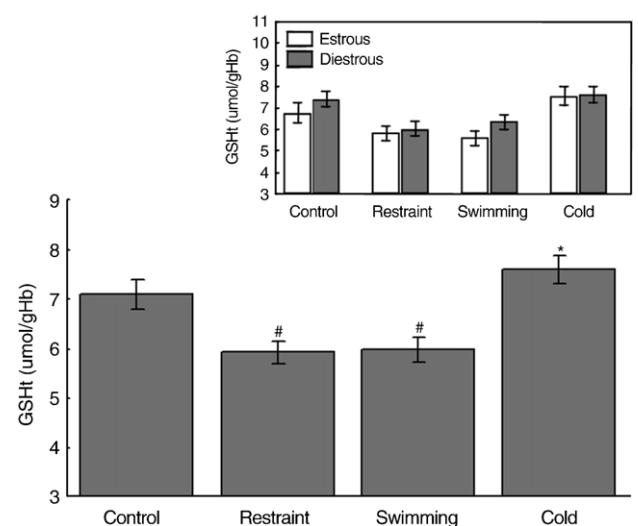 11
10
9
8
7
6
5
4
3
GSHt (umol/gHb)
Estrous
Diestrous
Control Restraint Swimming Cold
9
8
7
6
5
4
3
GSHt (umol/gHb)
# # *
Control Restraint Swimming Cold